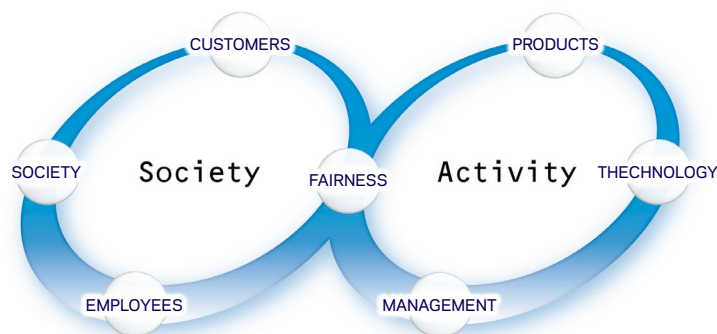 CUSTOMERS
PRODUCTS
SOCIETY
Society
FAIRNESS
Activity
THECHNOLOGY
EMPLOYEES
MANAGEMENT